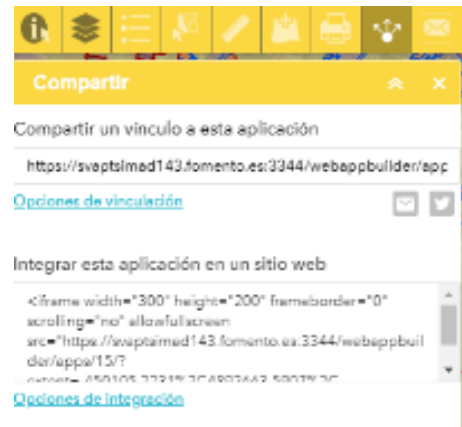 Compartir
Compartir un vínculo a esta aplicación
https://svaptsimad143.fomento.es:3344/webappbuilder/app
Opciones de vinculación
Integrar esta aplicación en un sitio web
<iframe width="300" height="200" frameborder="0"
scrolling="no" allowfullscreen
src="https://svaptsimad143.fomento.es:3344/webappbuil
der/apps/15/?
Opciones de integración